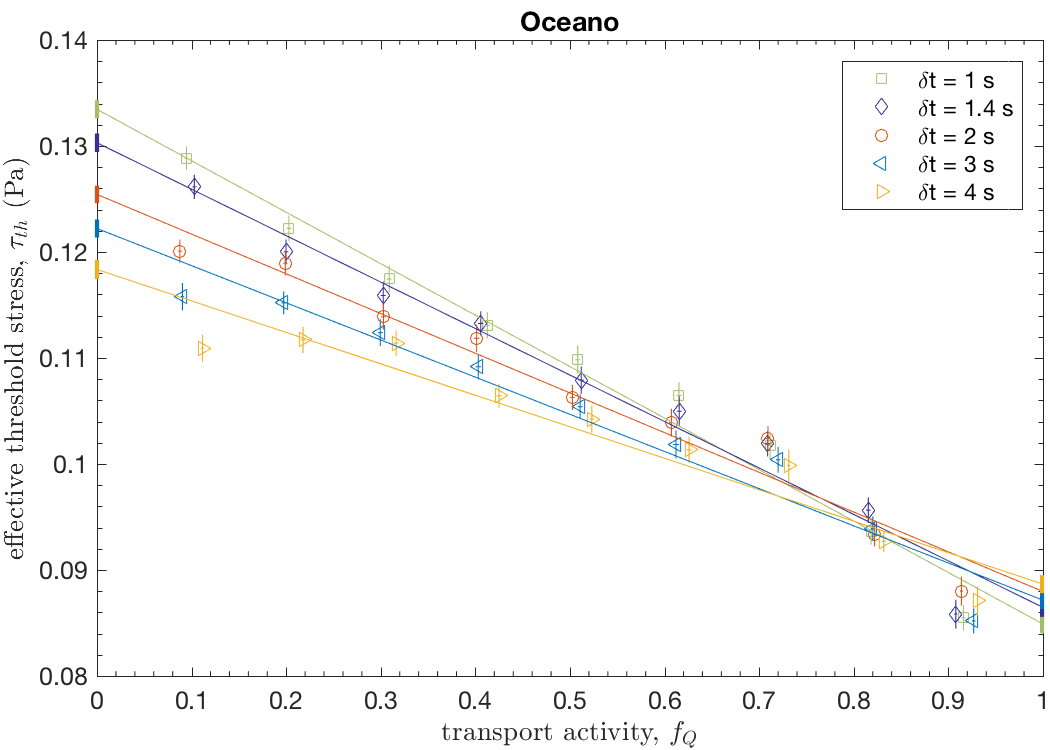 Oceano
0.14
0.13
0.12
0.11
0.1
0.09
0.08
effective threshold stress, τth (Pa)
δt = 1 s
δt = 1.4 s
δt = 2 s
δt = 3 s
δt = 4 s
0 0.1 0.2 0.3 0.4 0.5 0.6 0.7 0.8 0.9 1
transport activity, fQ